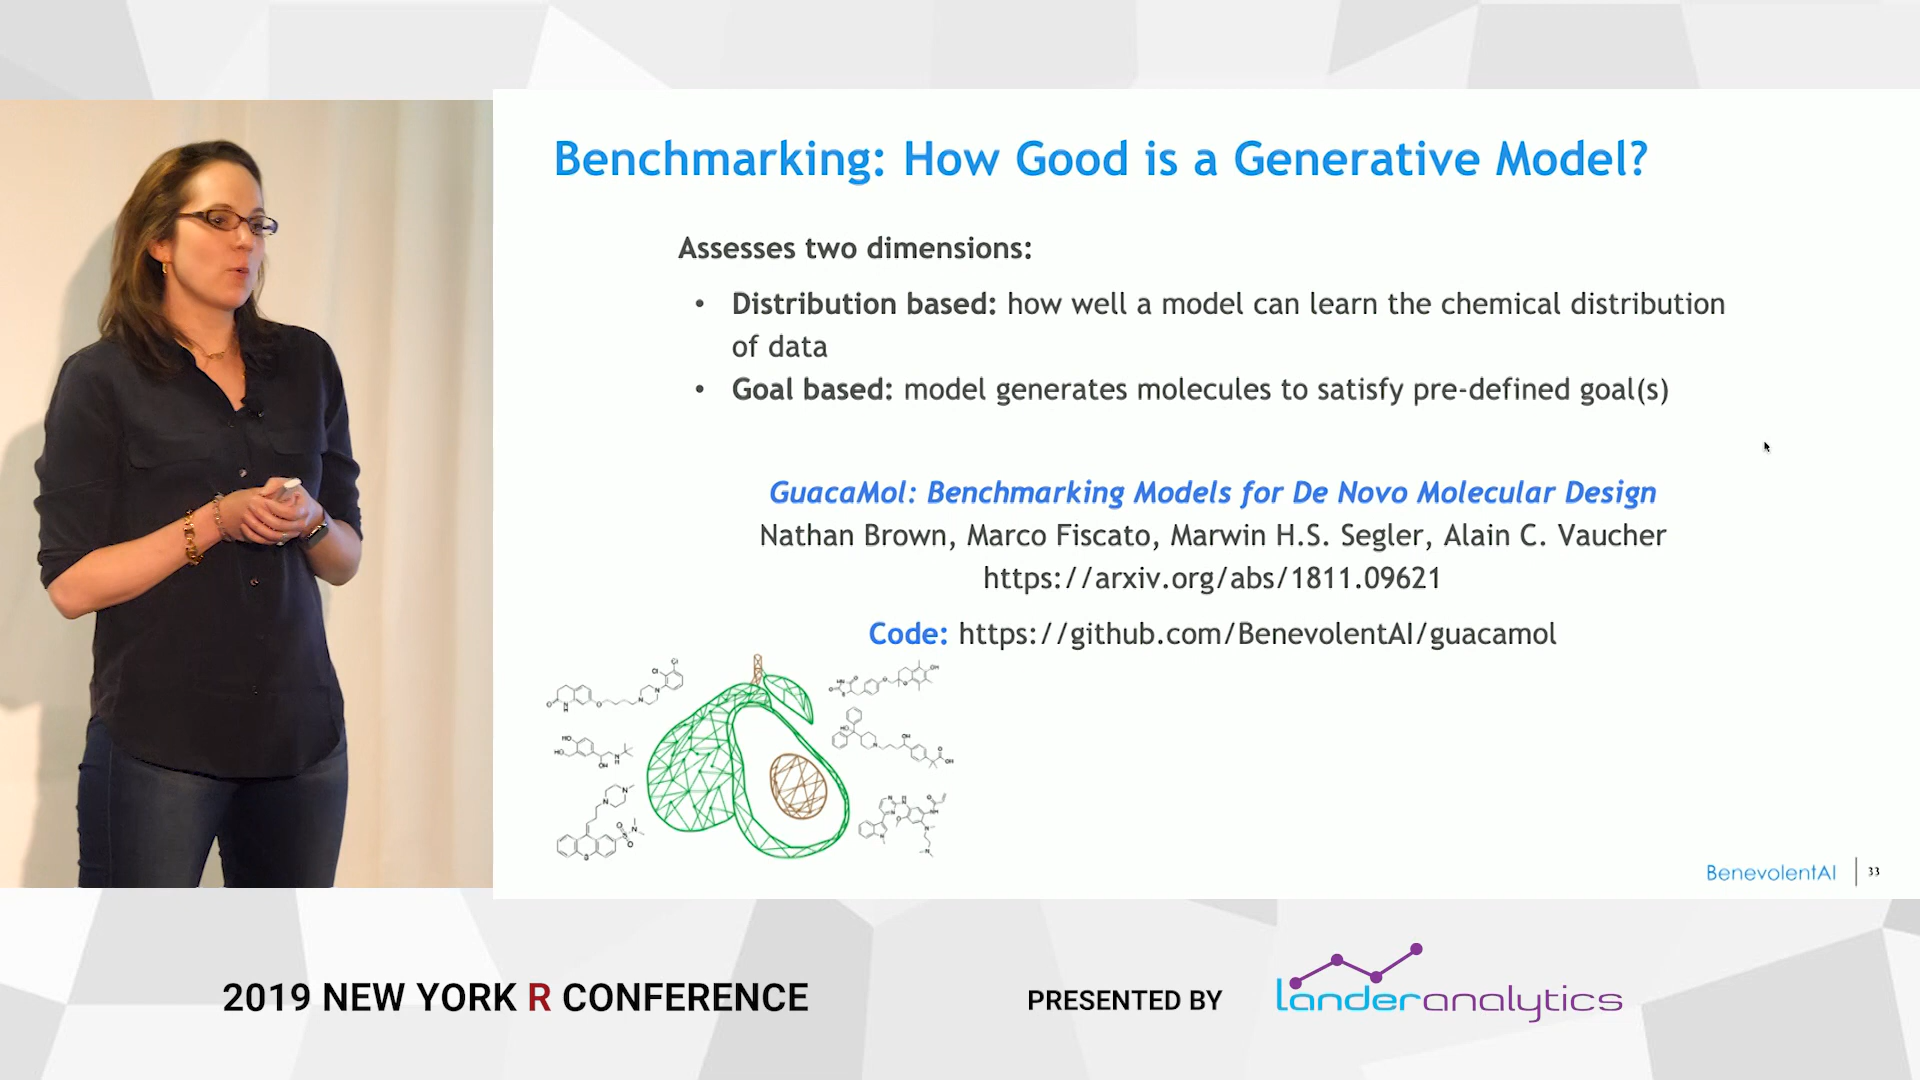 Benchmarking: How Good is a Generative Model?
Assesses two dimensions:
• Distribution based: how well a model can learn the chemical distribution
of data
• Goal based: model generates molecules to satisfy pre-defined goal(s)
GuacaMol: Benchmarking Models for De Novo Molecular Design
Nathan Brown, Marco Fiscato, Marwin H.S. Segler, Alain C. Vaucher
https://arxiv.org/abs/1811.09621
Code: https://github.com/BenevolentAI/guacamol
BenevolentAI 33
2019 NEW YORK R CONFERENCE
PRESENTED BY
landeranalytics